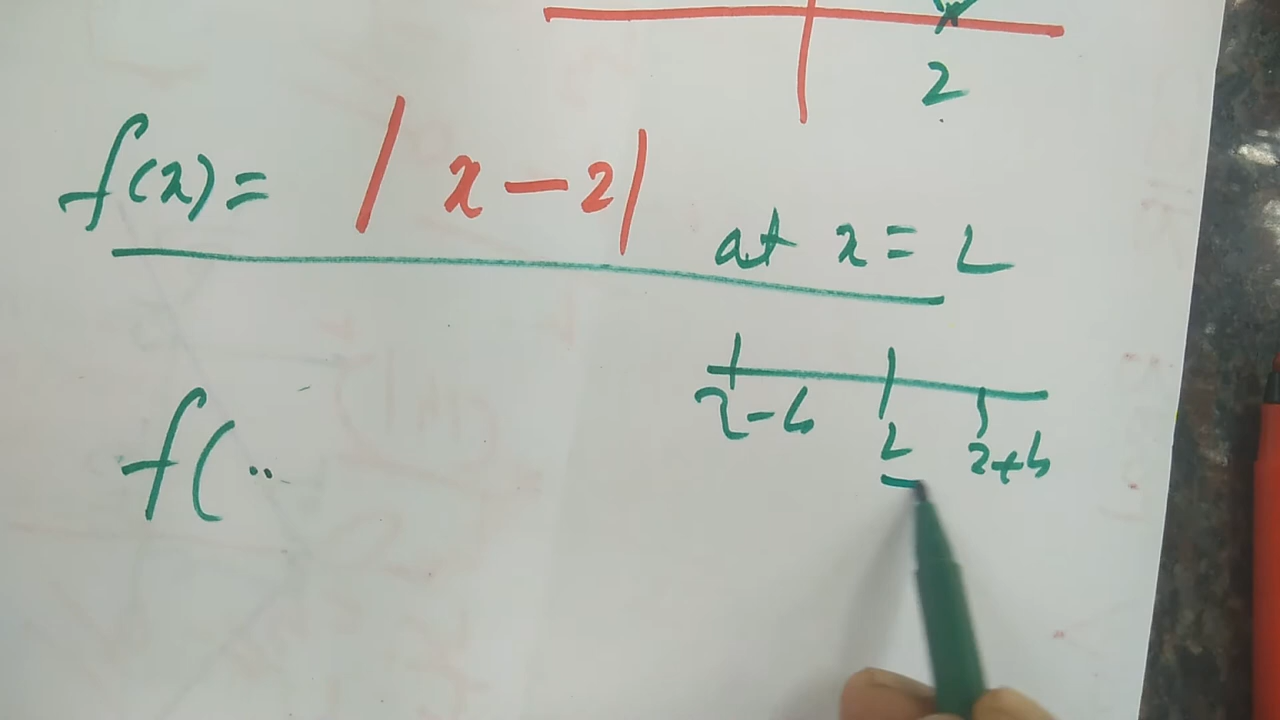 2
f(x) = | x - 2 |
at x = 2
2-h 2 2+h
f(..